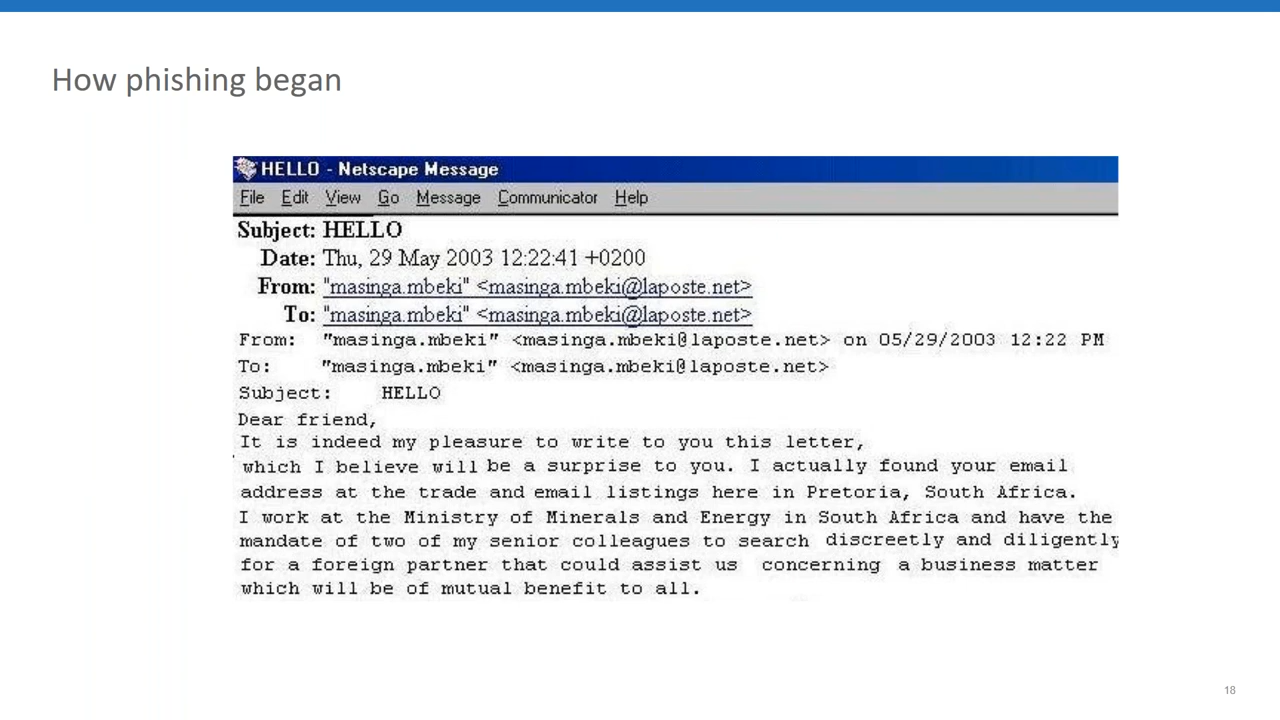 How phishing began
HELLO - Netscape Message
File Edit View Go Message Communicator Help
Subject: HELLO
Date: Thu, 29 May 2003 12:22:41 +0200
From: "masinga.mbeki" <masinga.mbeki@laposte.net>
To: "masinga.mbeki" <masinga.mbeki@laposte.net>
From: "masinga.mbeki" <masinga.mbeki@laposte.net> on 05/29/2003 12:22 PM
To: "masinga.mbeki" <masinga.mbeki@laposte.net>
Subject: HELLO
Dear friend,
It is indeed my pleasure to write to you this letter,
which I believe will be a surprise to you. I actually found your email
address at the trade and email listings here in Pretoria, South Africa.
I work at the Ministry of Minerals and Energy in South Africa and have the
mandate of two of my senior colleagues to search discreetly and diligently
for a foreign partner that could assist us concerning a business matter
which will be of mutual benefit to all.
18